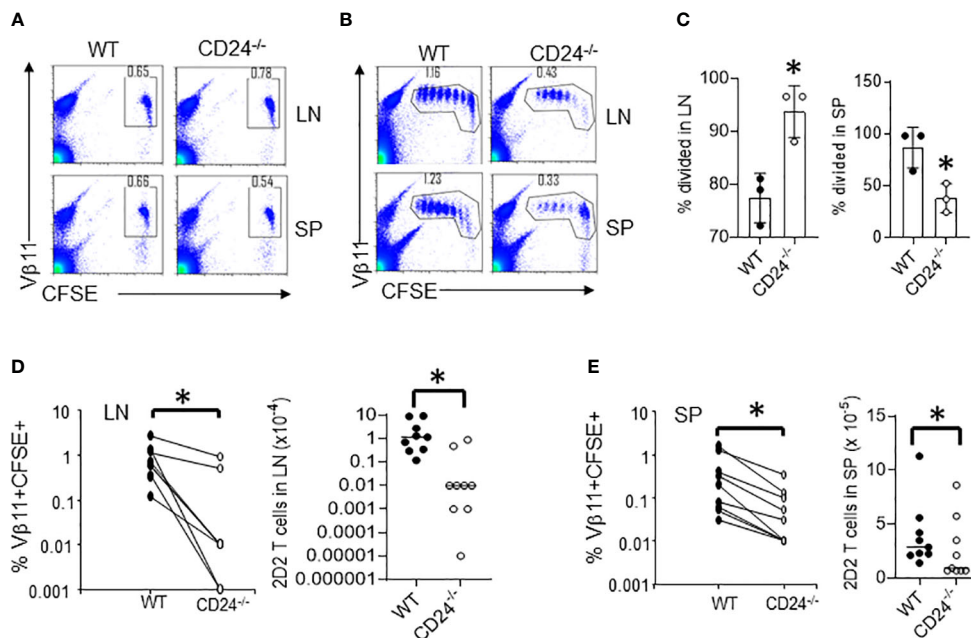 A
WT CD24-/-
0.65 0.78
LN
0.66 0.54
SP
Vβ11
CFSE
B
WT CD24-/-
1.16 0.43
LN
1.23 0.33
SP
Vβ11
CFSE
C
% divided in LN
100
90
80
70
*
WT
CD24-/-
% divided in SP
150
100
50
0
*
WT
CD24-/-
D
% Vβ11+CFSE+
LN
*
10
1
0.1
0.01
0.001
WT CD24-/-
2D2 T cells in LN (x10-4)
*
10
1
0.1
0.01
0.001
0.0001
0.00001
0.000001
WT
CD24-/-
E
% Vβ11+CFSE+
SP
*
10
1
0.1
0.01
0.001
WT CD24-/-
2D2 T cells in SP (x 10-5)
*
15
10
5
0
WT
CD24-/-